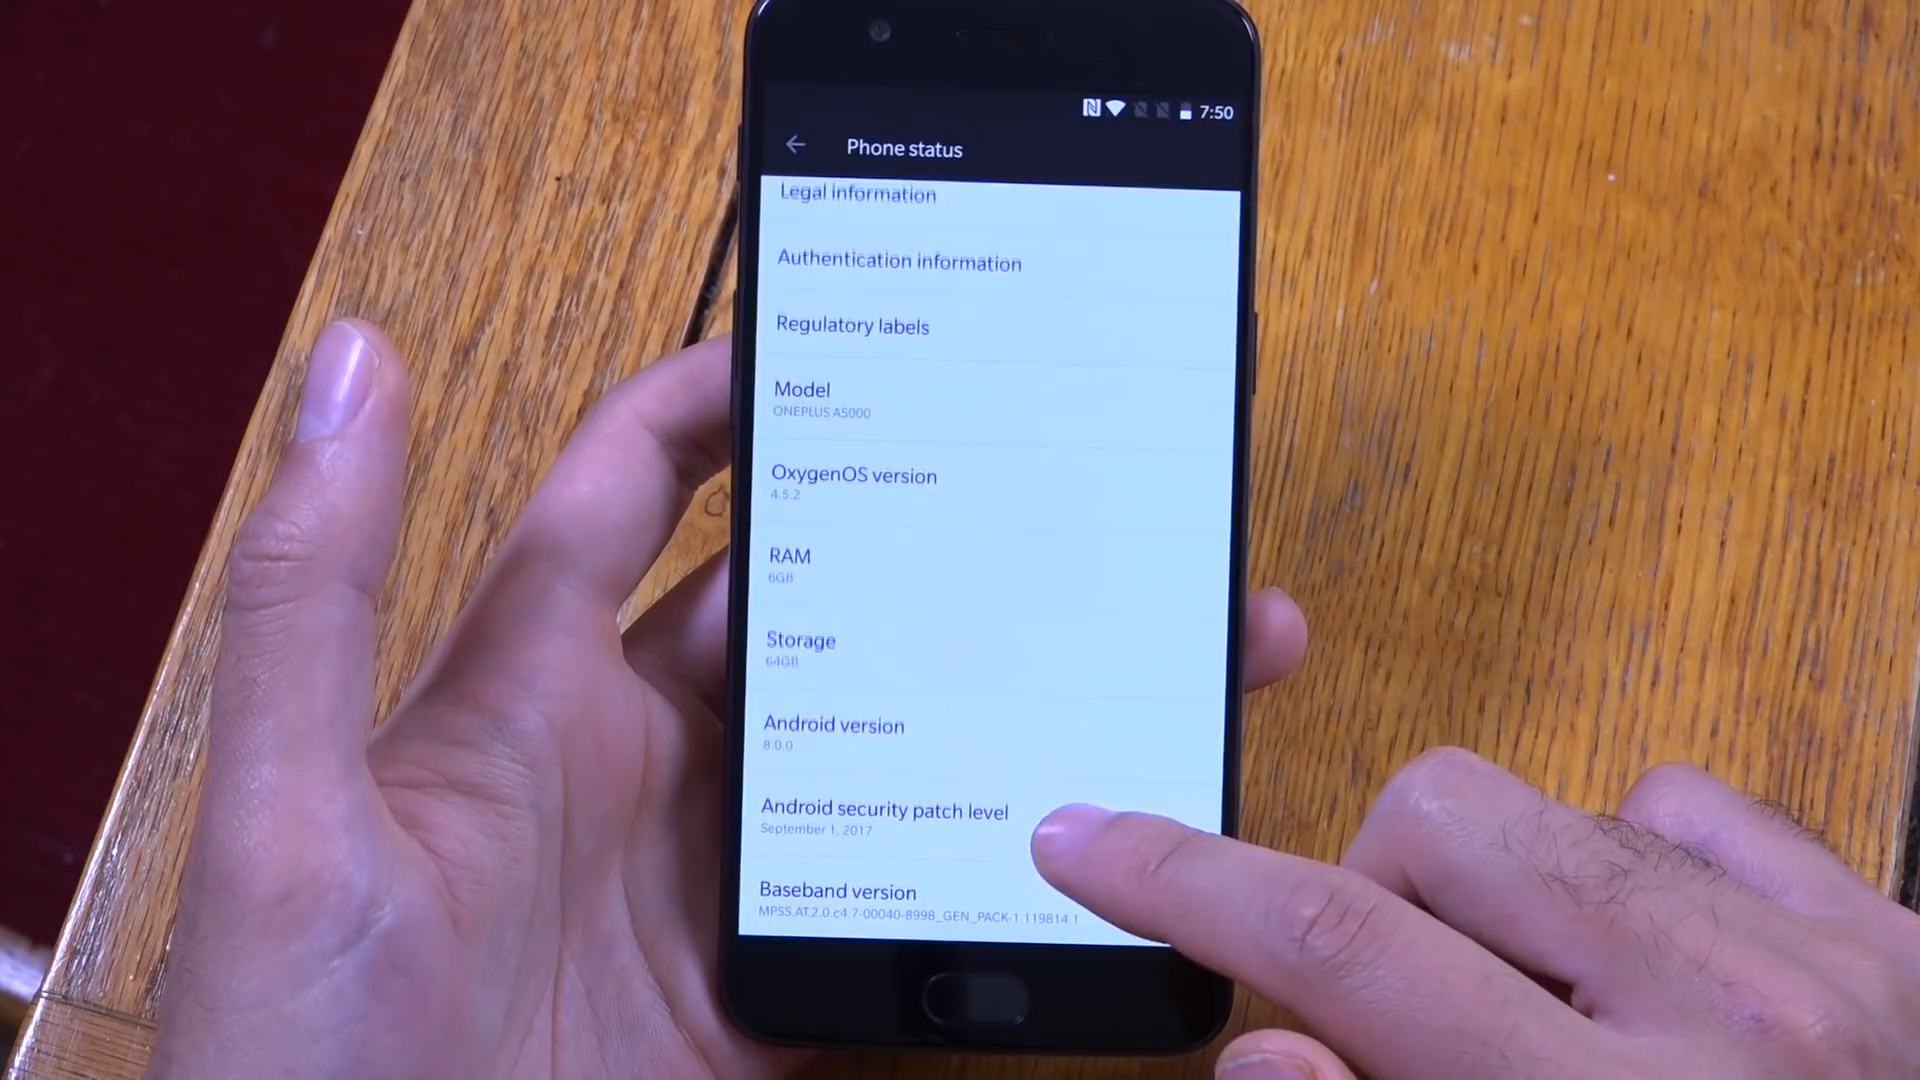 7:50
Phone status
Legal information
Authentication information
Regulatory labels
Model
ONEPLUS A5000
OxygenOS version
4.5.2
RAM
6GB
Storage
64GB
Android version
8.0.0
Android security patch level
September 1, 2017
Baseband version
MPSS.AT.2.0.c4.7-00040-8998_GEN_PACK-1.119814.1